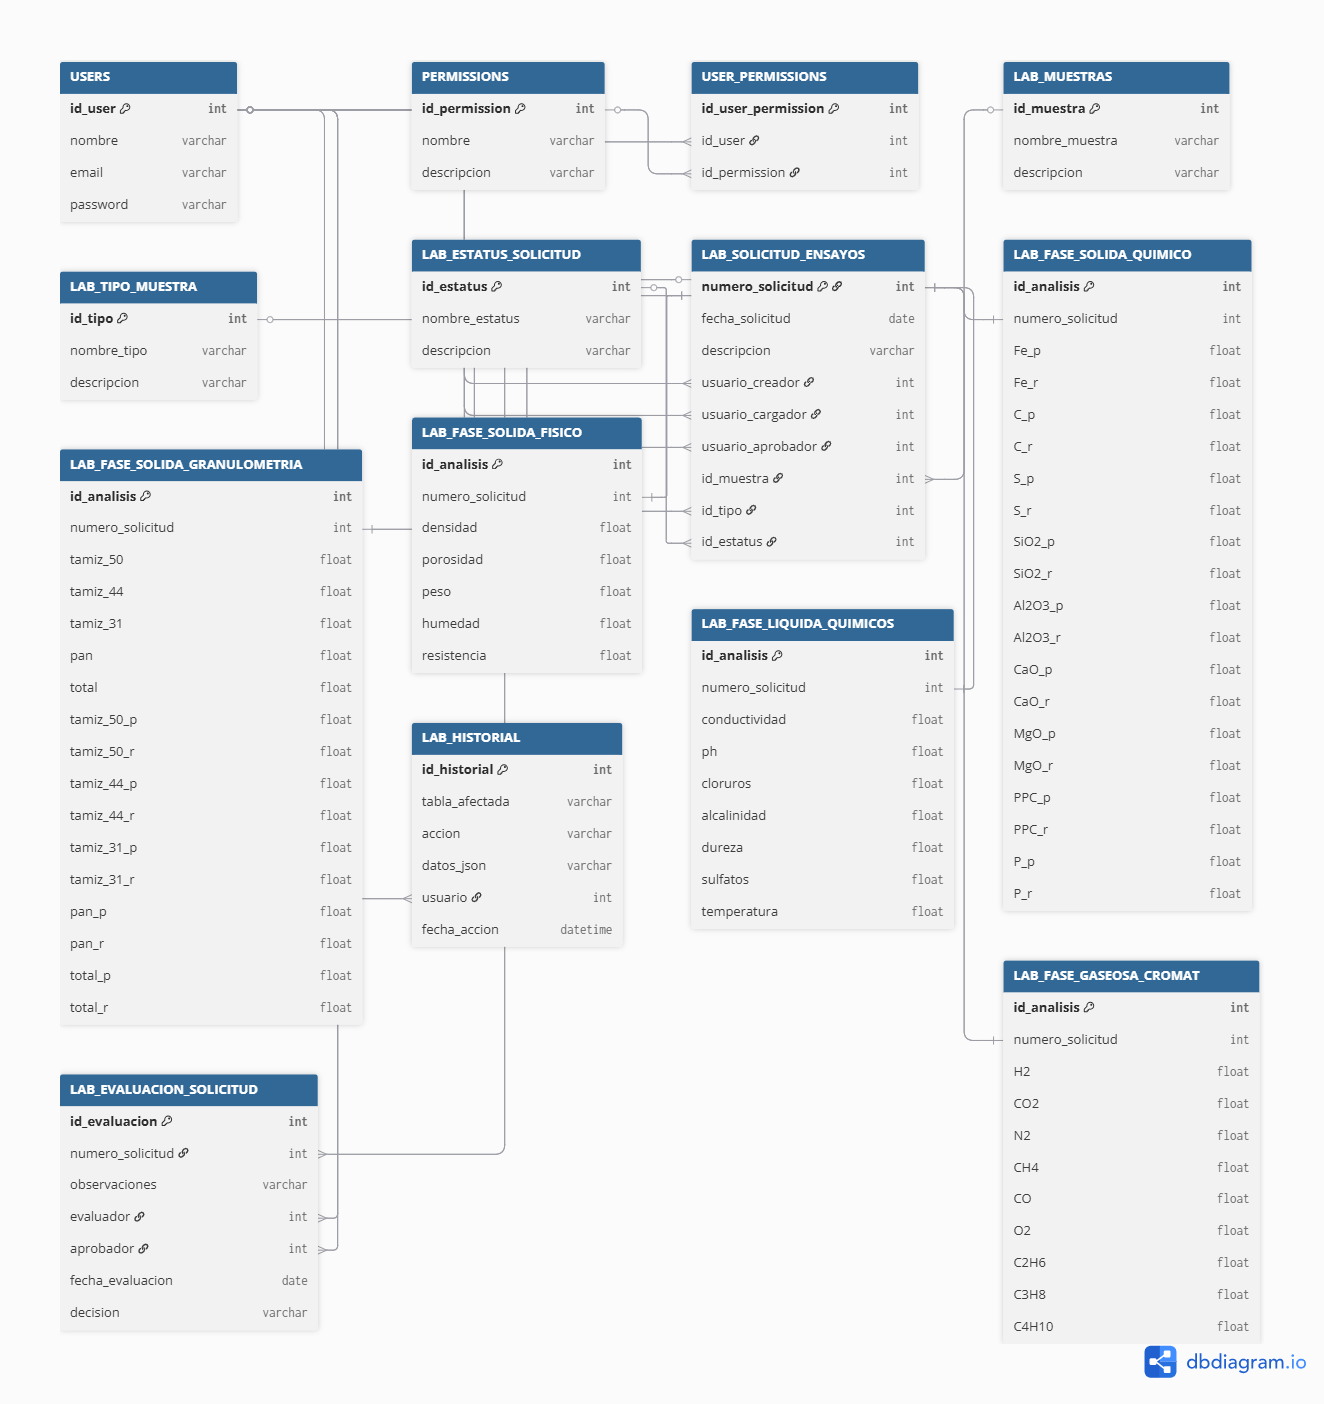 USERS
id_user int
nombre varchar
email varchar
password varchar
PERMISSIONS
id_permission int
nombre varchar
descripcion varchar
USER_PERMISSIONS
id_user_permission int
id_user int
id_permission int
LAB_MUESTRAS
id_muestra int
nombre_muestra varchar
descripcion varchar
LAB_TIPO_MUESTRA
id_tipo int
nombre_tipo varchar
descripcion varchar
LAB_ESTATUS_SOLICITUD
id_estatus int
nombre_estatus varchar
descripcion varchar
LAB_SOLICITUD_ENSAYOS
numero_solicitud int
fecha_solicitud date
descripcion varchar
usuario_creador int
usuario_cargador int
usuario_aprobador int
id_muestra int
id_tipo int
id_estatus int
LAB_FASE_SOLIDA_QUIMICO
id_analisis int
numero_solicitud int
Fe_p float
Fe_r float
C_p float
C_r float
S_p float
S_r float
SiO2_p float
SiO2_r float
Al2O3_p float
Al2O3_r float
CaO_p float
CaO_r float
MgO_p float
MgO_r float
PPC_p float
PPC_r float
P_p float
P_r float
LAB_FASE_SOLIDA_GRANULOMETRIA
id_analisis int
numero_solicitud int
tamiz_50 float
tamiz_44 float
tamiz_31 float
pan float
total float
tamiz_50_p float
tamiz_50_r float
tamiz_44_p float
tamiz_44_r float
tamiz_31_p float
tamiz_31_r float
pan_p float
pan_r float
total_p float
total_r float
LAB_FASE_SOLIDA_FISICO
id_analisis int
numero_solicitud int
densidad float
porosidad float
peso float
humedad float
resistencia float
LAB_FASE_LIQUIDA_QUIMICOS
id_analisis int
numero_solicitud int
conductividad float
ph float
cloruros float
alcalinidad float
dureza float
sulfatos float
temperatura float
LAB_HISTORIAL
id_historial int
tabla_afectada varchar
accion varchar
datos_json varchar
usuario int
fecha_accion datetime
LAB_FASE_GASEOSA_CROMAT
id_analisis int
numero_solicitud int
H2 float
CO2 float
N2 float
CH4 float
CO float
O2 float
C2H6 float
C3H8 float
C4H10 float
LAB_EVALUACION_SOLICITUD
id_evaluacion int
numero_solicitud int
observaciones varchar
evaluador int
aprobador int
fecha_evaluacion date
decision varchar
dbdiagram.io